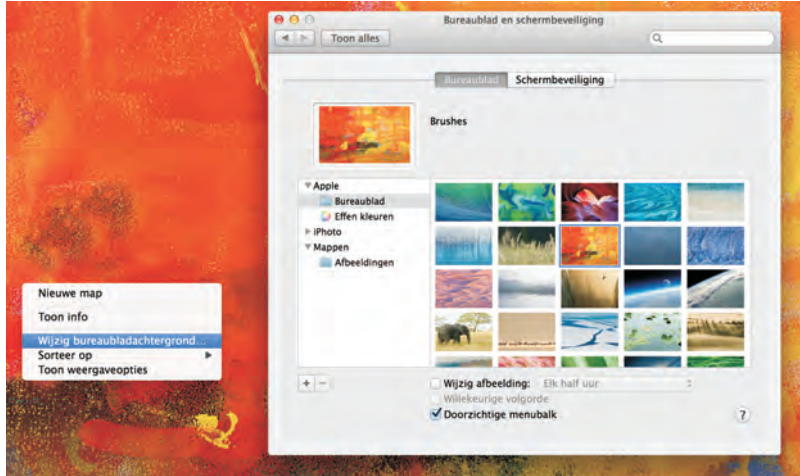 Bureaublad en schermbeveiliging
Toon alles
Bureaublad Schermbeveiliging
Brushes
Apple
Bureaublad
Effen kleuren
iPhoto
Mappen
Afbeeldingen
Nieuwe map
Toon info
Wijzig bureaubladachtergrond...
Sorteer op
Toon weergaveopties
+ −
Wijzig afbeelding: Elk half uur
Willekeurige volgorde
Doorzichtige menubalk
?